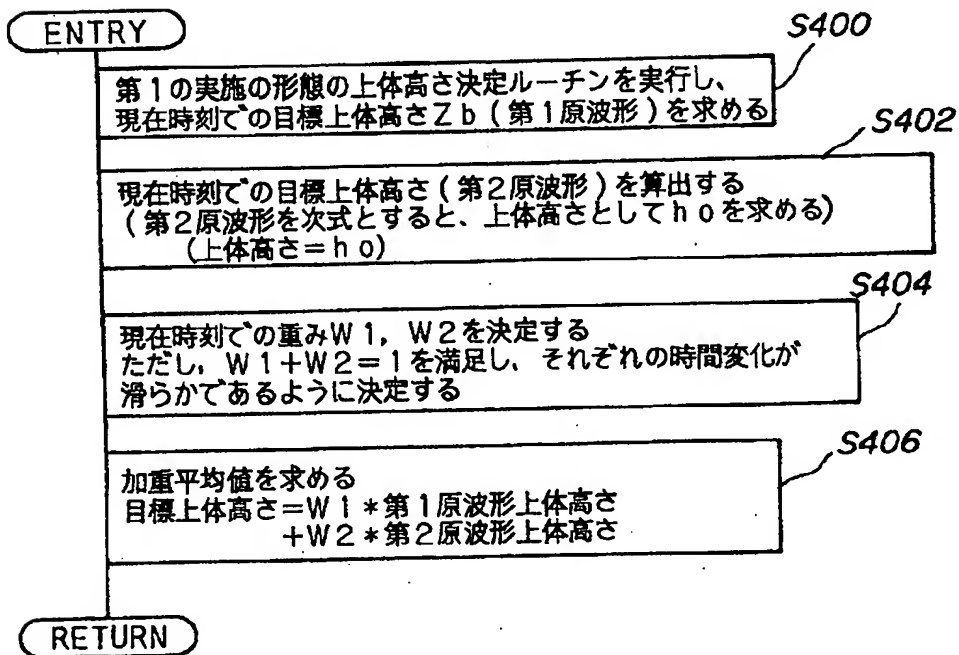 ENTRY
S400
第1の実施の形態の上体高さ決定ルーチンを実行し、
現在時刻での目標上体高さZb(第1原波形)を求める
S402
現在時刻での目標上体高さ(第2原波形)を算出する
(第2原波形を次式とすると、上体高さとしてhoを求める)
(上体高さ=ho)
S404
現在時刻での重みW1,W2を決定する
ただし,W1+W2=1を満足し、それぞれの時間変化が
滑らかであるように決定する
S406
加重平均値を求める
目標上体高さ=W1*第1原波形上体高さ
+W2*第2原波形上体高さ
RETURN